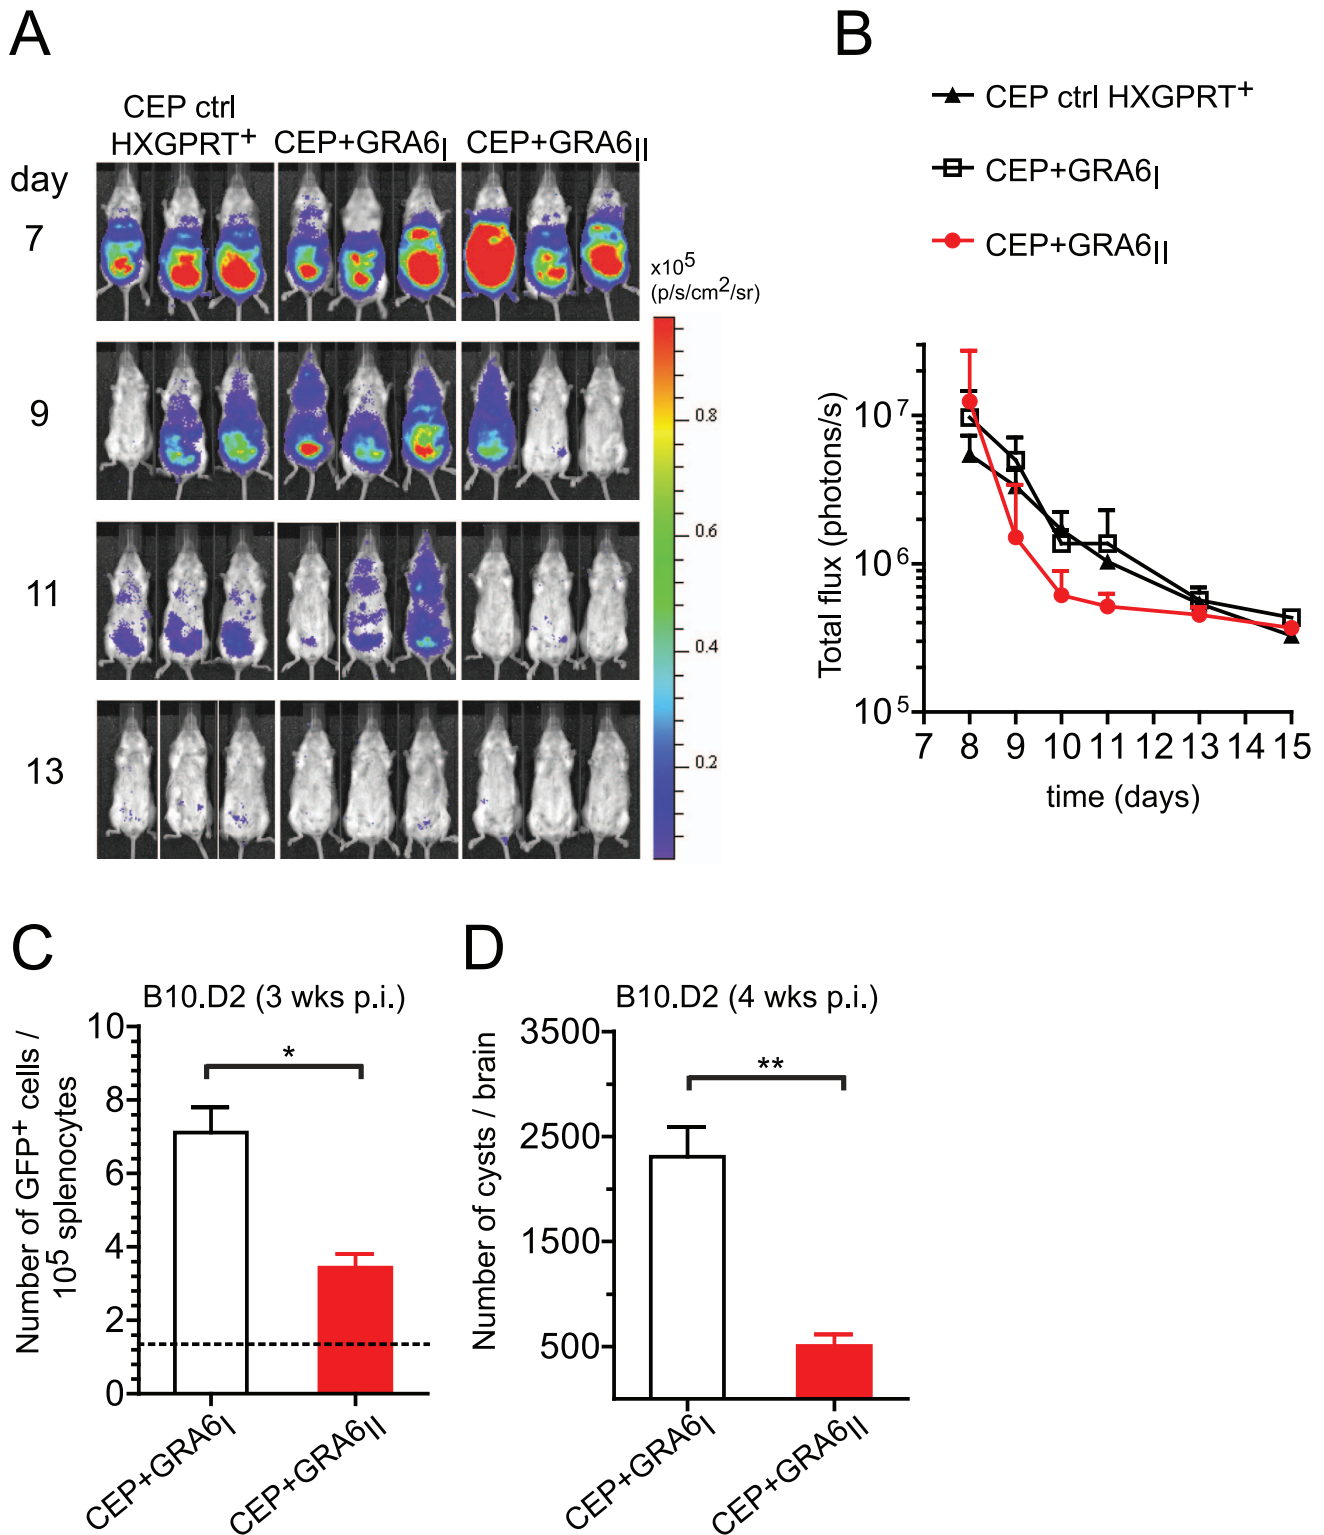 A
CEP ctrl
HXGPRT+
CEP+GRA6I
CEP+GRA6II
day
7
9
11
13
x10^5
(p/s/cm^2/sr)
0.8
0.6
0.4
0.2
B
CEP ctrl HXGPRT+
CEP+GRA6I
CEP+GRA6II
Total flux (photons/s)
10^7
10^6
10^5
7 8 9 10 11 12 13 14 15
time (days)
C
B10.D2 (3 wks p.i.)
Number of GFP+ cells /
10^5 splenocytes
10
8
6
4
2
0
*
CEP+GRA6I
CEP+GRA6II
D
B10.D2 (4 wks p.i.)
Number of cysts / brain
3500
2500
1500
500
**
CEP+GRA6I
CEP+GRA6II